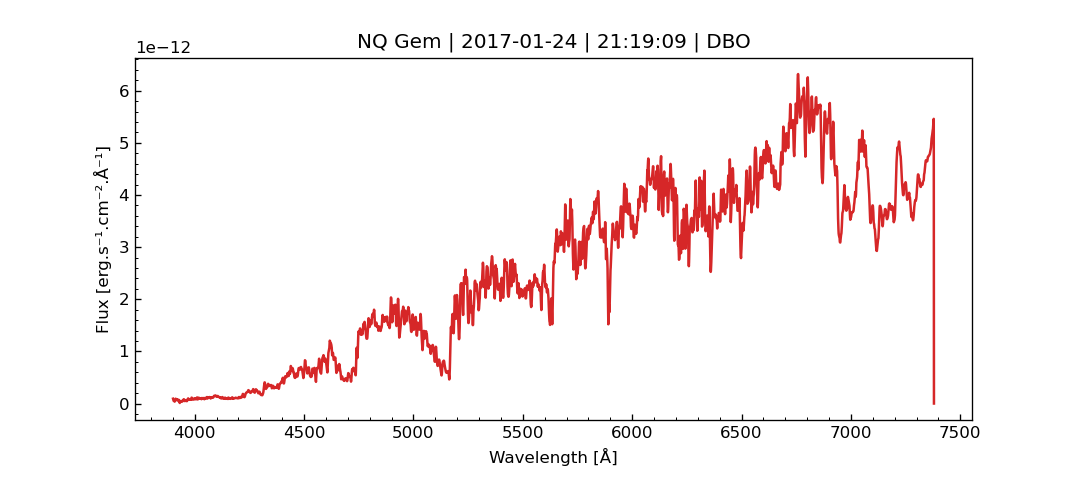 NQ Gem | 2017-01-24 | 21:19:09 | DBO
1e−12
6
5
4
3
2
1
0
Flux [erg.s⁻¹.cm⁻².Å⁻¹]
4000 4500 5000 5500 6000 6500 7000 7500
Wavelength [Å]